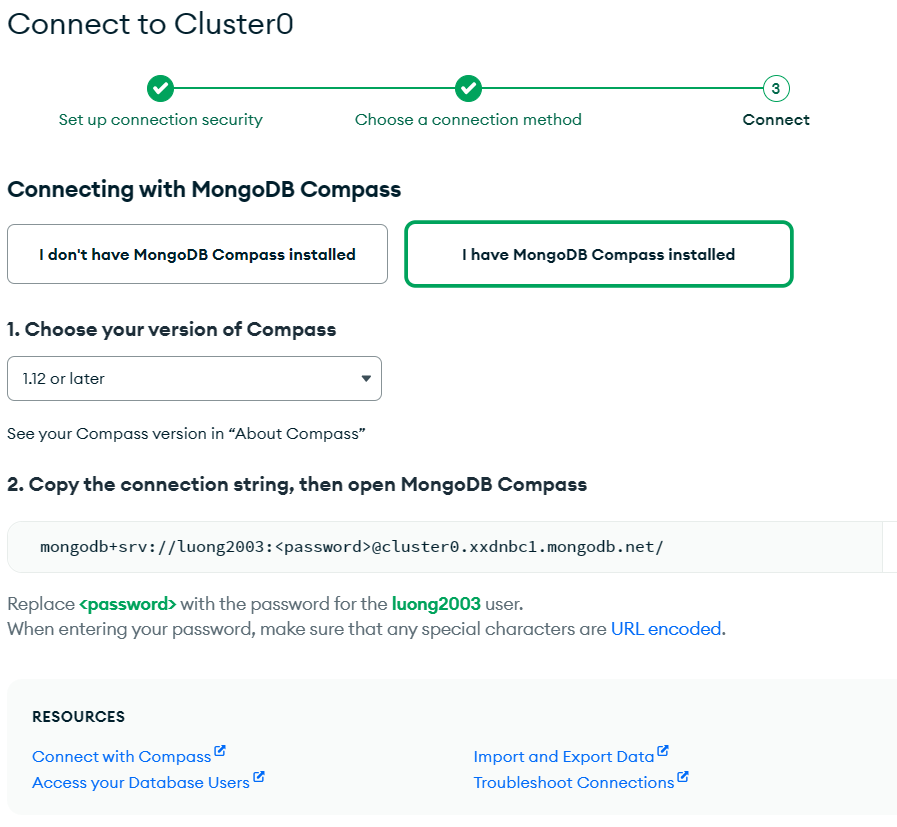 Connect to Cluster0
3
Set up connection security
Choose a connection method
Connect
Connecting with MongoDB Compass
I don't have MongoDB Compass installed
I have MongoDB Compass installed
1. Choose your version of Compass
1.12 or later
See your Compass version in “About Compass”
2. Copy the connection string, then open MongoDB Compass
mongodb+srv://luong2003:<password>@cluster0.xxdnbc1.mongodb.net/
Replace <password> with the password for the luong2003 user.
When entering your password, make sure that any special characters are URL encoded.
RESOURCES
Connect with Compass
Import and Export Data
Access your Database Users
Troubleshoot Connections